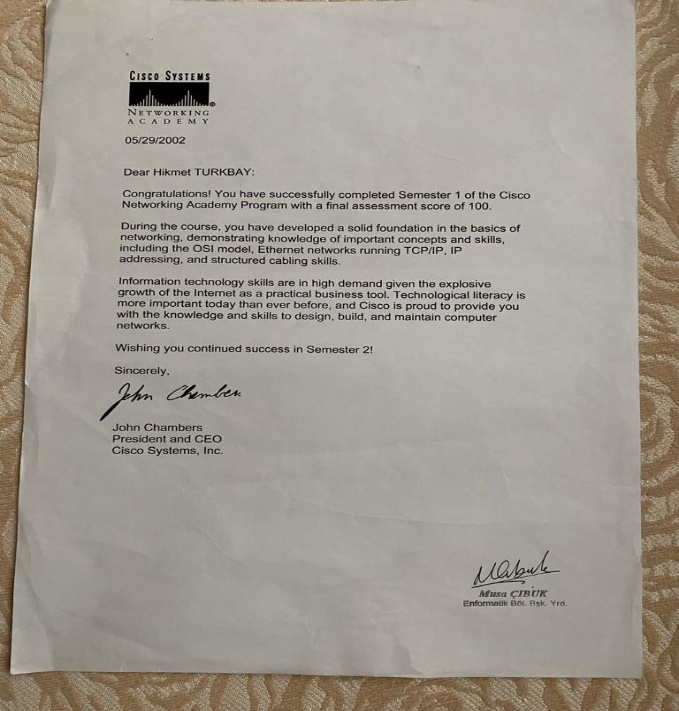 CISCO SYSTEMS
NETWORKING
ACADEMY
05/29/2002
Dear Hikmet TURKBAY:
Congratulations! You have successfully completed Semester 1 of the Cisco
Networking Academy Program with a final assessment score of 100.
During the course, you have developed a solid foundation in the basics of
networking, demonstrating knowledge of important concepts and skills,
including the OSI model, Ethernet networks running TCP/IP, IP
addressing, and structured cabling skills.
Information technology skills are in high demand given the explosive
growth of the Internet as a practical business tool. Technological literacy is
more important today than ever before, and Cisco is proud to provide you
with the knowledge and skills to design, build, and maintain computer
networks.
Wishing you continued success in Semester 2!
Sincerely,
John Chambers
John Chambers
President and CEO
Cisco Systems, Inc.
Musa ÇIBUK
Enformatik Böl. Bşk. Yrd.